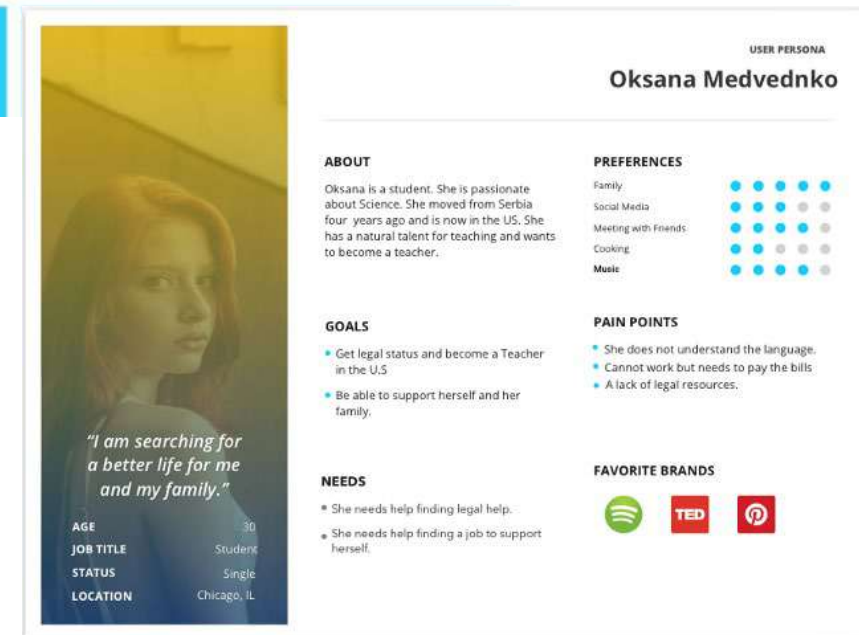 USER PERSONA
Oksana Medvednko
ABOUT
Oksana is a student. She is passionate
about Science. She moved from Serbia
four years ago and is now in the US. She
has a natural talent for teaching and wants
to become a teacher.
PREFERENCES
Family
Social Media
Meeting with Friends
Cooking
Music
GOALS
Get legal status and become a Teacher
in the U.S
Be able to support herself and her
family.
PAIN POINTS
She does not understand the language.
Cannot work but needs to pay the bills
A lack of legal resources.
NEEDS
She needs help finding legal help.
She needs help finding a job to support
herself.
FAVORITE BRANDS
TED
“I am searching for
a better life for me
and my family.”
AGE 30
JOB TITLE Student
STATUS Single
LOCATION Chicago, IL